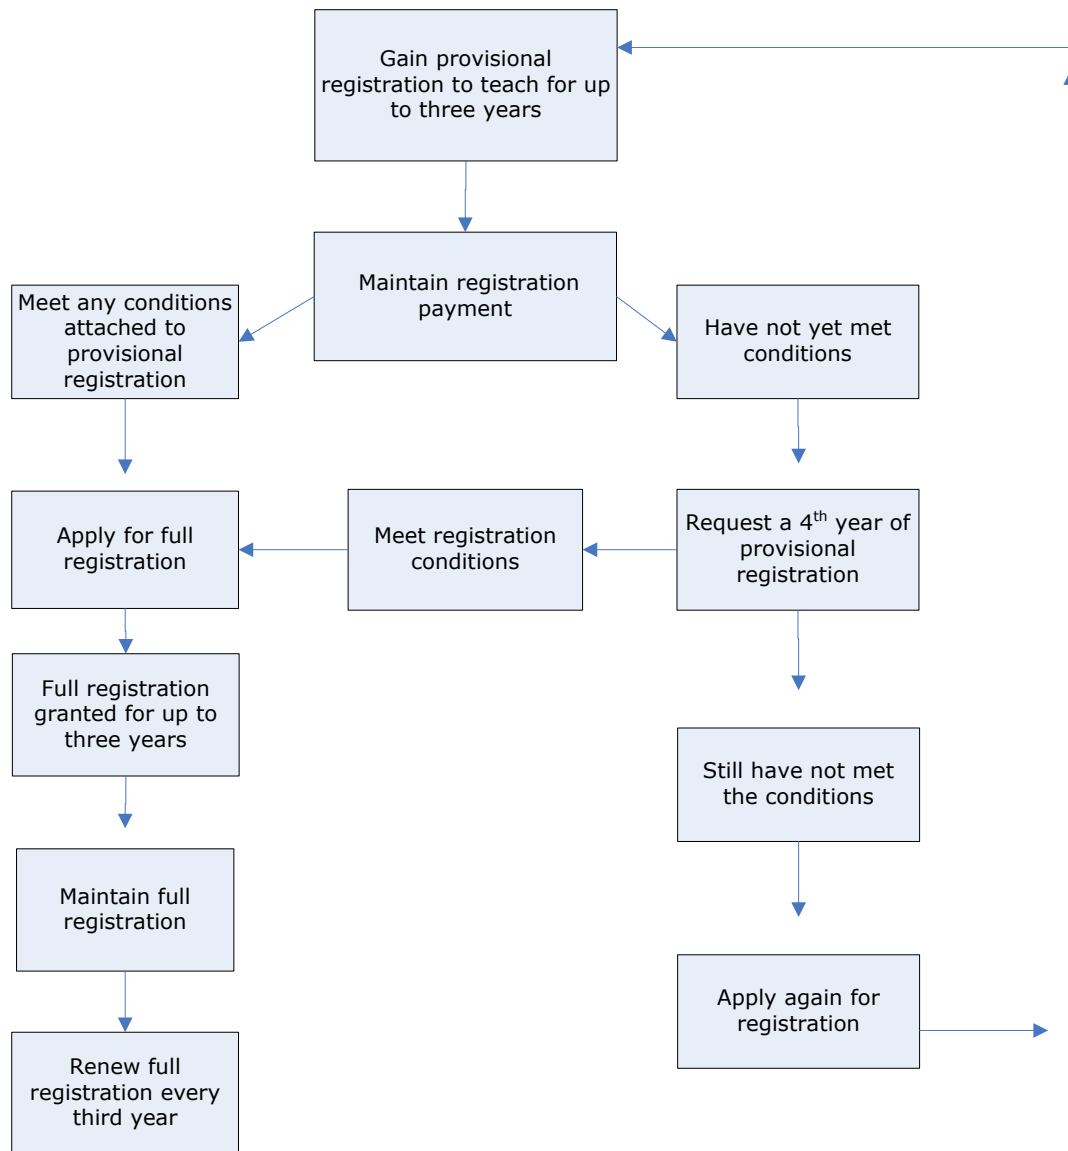 Gain provisional
registration to teach for up
to three years
Maintain registration
payment
Meet any conditions
attached to
provisional
registration
Have not yet met
conditions
Apply for full
registration
Meet registration
conditions
Request a 4th year of
provisional
registration
Full registration
granted for up to
three years
Still have not met
the conditions
Maintain full
registration
Apply again for
registration
Renew full
registration every
third year